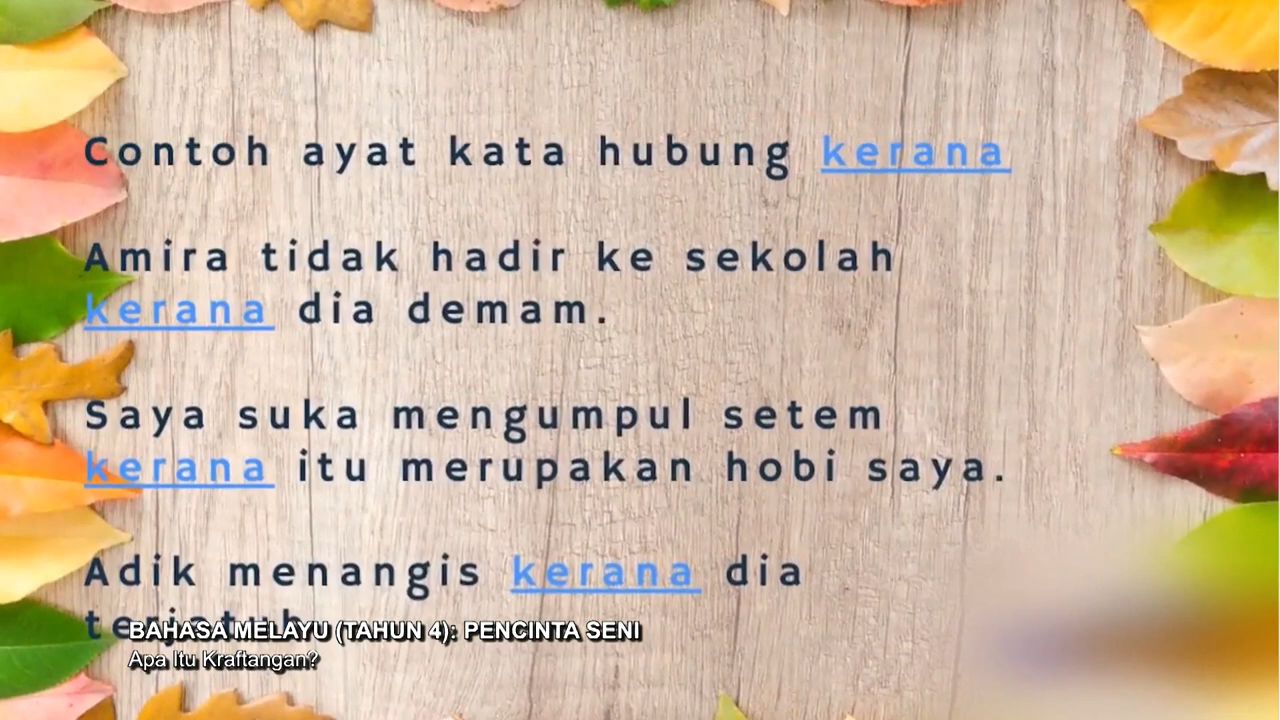 Contoh ayat kata hubung kerana
Amira tidak hadir ke sekolah
kerana dia demam.
Saya suka mengumpul setem
kerana itu merupakan hobi saya.
Adik menangis kerana dia
terjatuh
BAHASA MELAYU (TAHUN 4): PENCINTA SENI
Apa Itu Kraftangan?